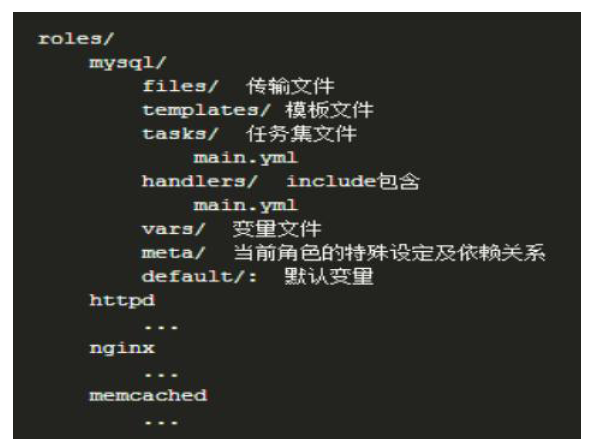 roles/
mysql/
files/ 传输文件
templates/ 模板文件
tasks/ 任务集文件
main.yml
handlers/ include包含
main.yml
vars/ 变量文件
meta/ 当前角色的特殊设定及依赖关系
default/: 默认变量
httpd
...
nginx
...
memcached
...